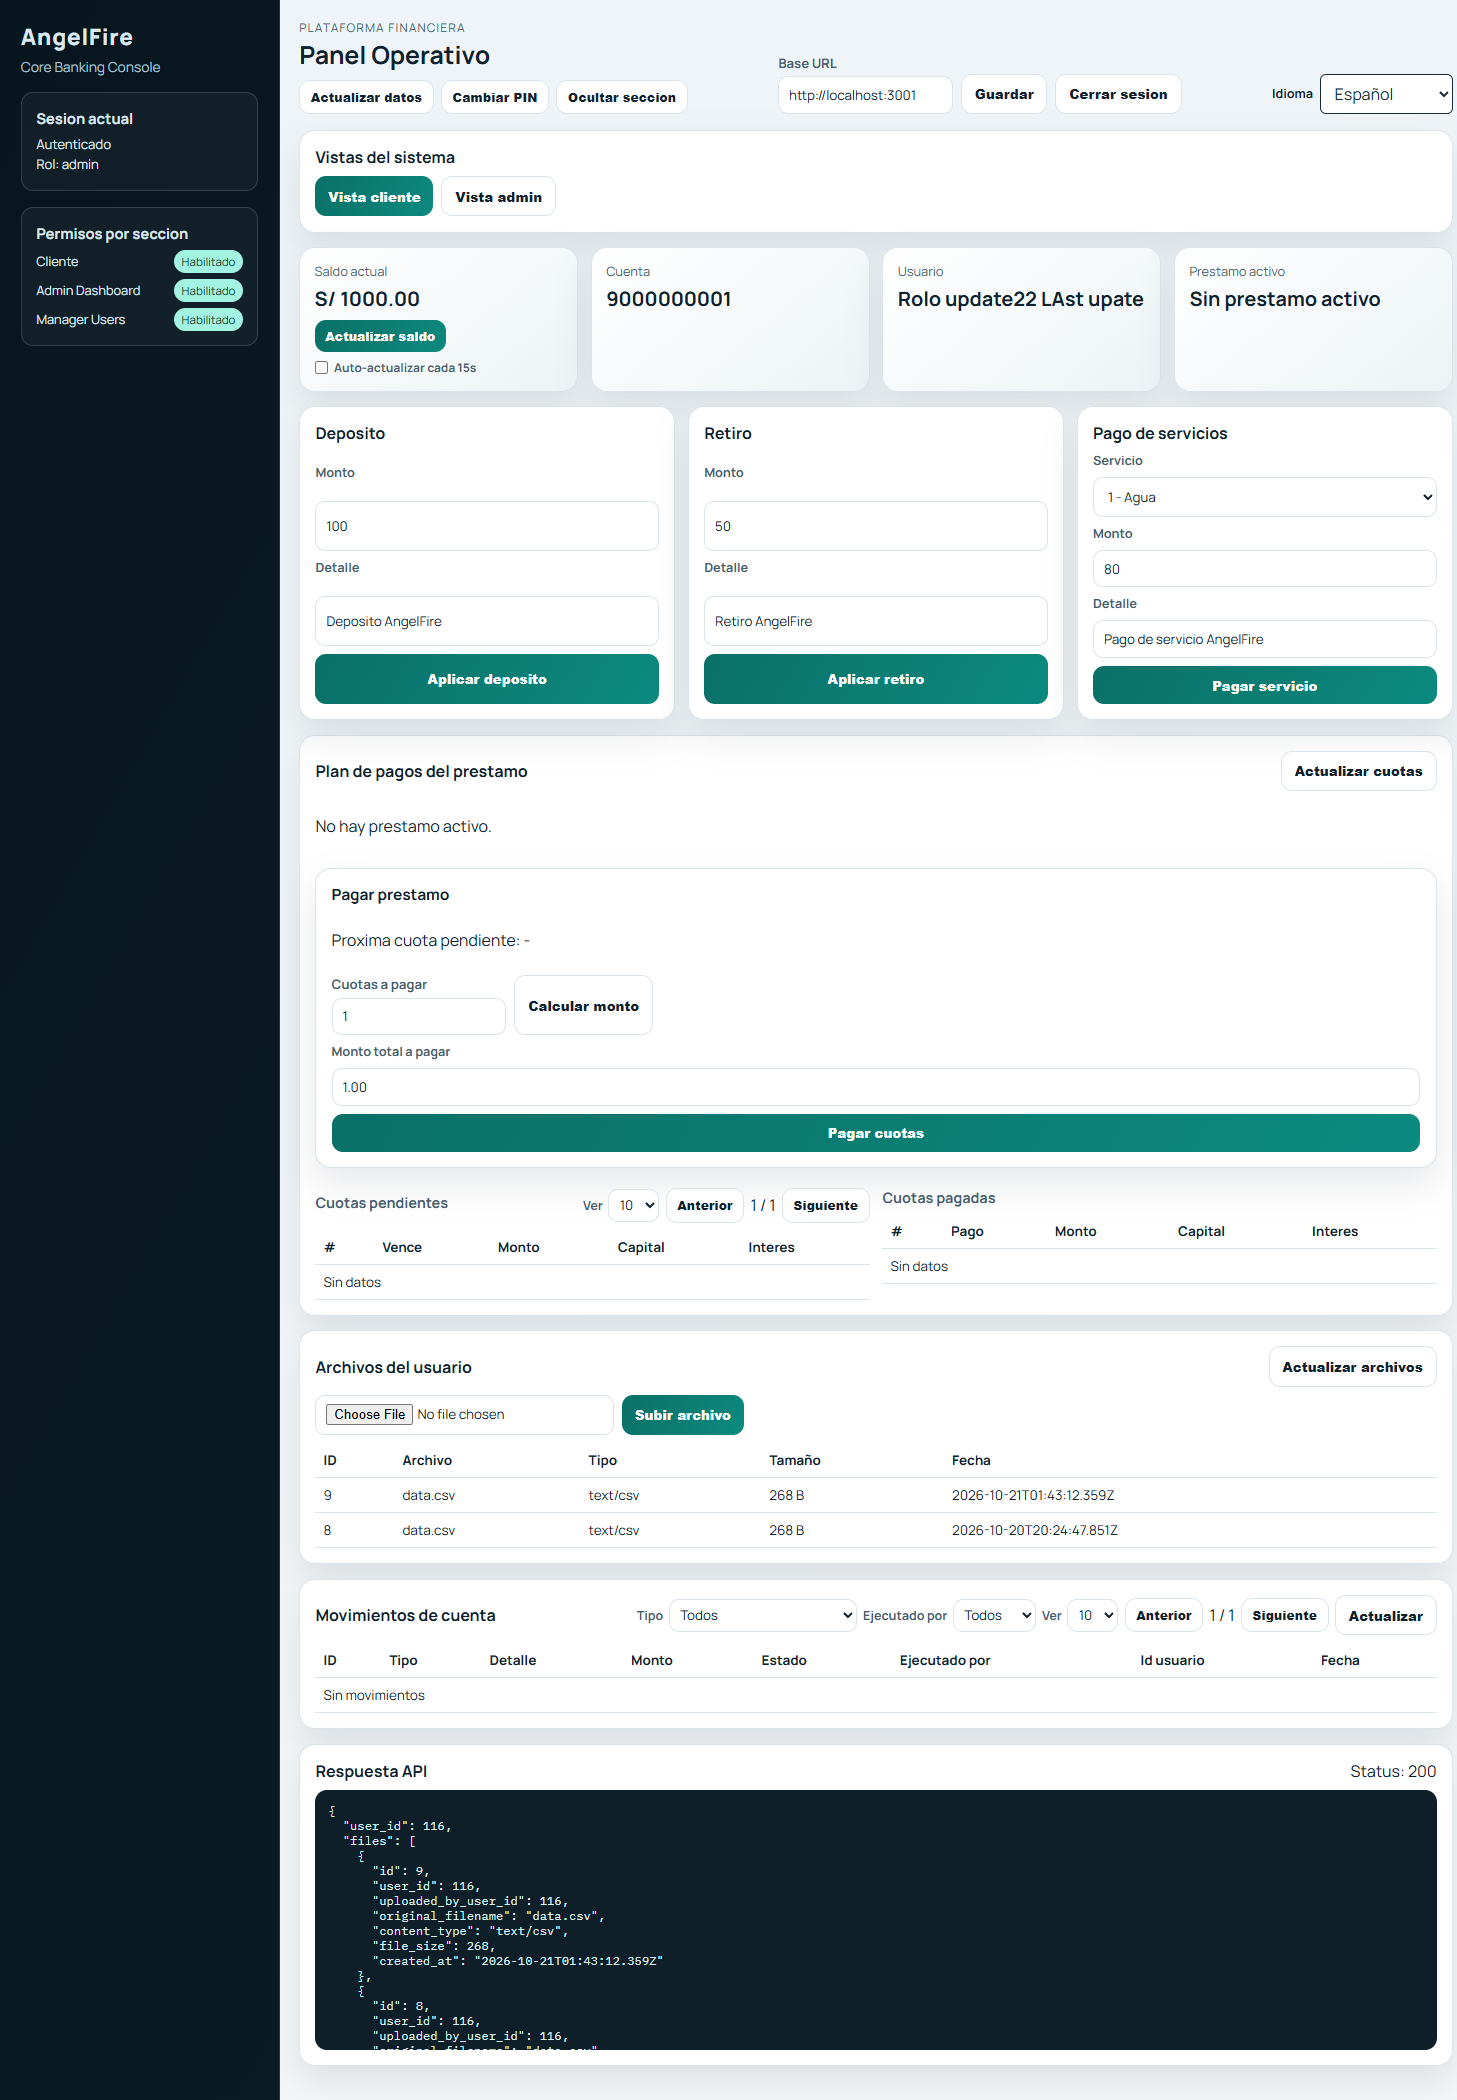 AngelFire
Core Banking Console
Sesion actual
Autenticado
Rol: admin
Permisos por seccion
Cliente Habilitado
Admin Dashboard Habilitado
Manager Users Habilitado
PLATAFORMA FINANCIERA
Panel Operativo
Actualizar datos Cambiar PIN Ocultar seccion
Base URL
http://localhost:3001 Guardar Cerrar sesion
Idioma Español
Vistas del sistema
Vista cliente Vista admin
Saldo actual
S/ 1000.00
Actualizar saldo
Auto-actualizar cada 15s
Cuenta
9000000001
Usuario
Rolo update22 LAst upate
Prestamo activo
Sin prestamo activo
Deposito
Monto
100
Detalle
Deposito AngelFire
Aplicar deposito
Retiro
Monto
50
Detalle
Retiro AngelFire
Aplicar retiro
Pago de servicios
Servicio
1 - Agua
Monto
80
Detalle
Pago de servicio AngelFire
Pagar servicio
Plan de pagos del prestamo Actualizar cuotas
No hay prestamo activo.
Pagar prestamo
Proxima cuota pendiente: -
Cuotas a pagar
1 Calcular monto
Monto total a pagar
1.00
Pagar cuotas
Cuotas pendientes Ver 10 Anterior 1 / 1 Siguiente
# Vence Monto Capital Interes
Sin datos
Cuotas pagadas
# Pago Monto Capital Interes
Sin datos
Archivos del usuario Actualizar archivos
Choose File No file chosen Subir archivo
ID Archivo Tipo Tamaño Fecha
9 data.csv text/csv 268 B 2026-10-21T01:43:12.359Z
8 data.csv text/csv 268 B 2026-10-20T20:24:47.851Z
Movimientos de cuenta Tipo Todos Ejecutado por Todos Ver 10 Anterior 1 / 1 Siguiente Actualizar
ID Tipo Detalle Monto Estado Ejecutado por Id usuario Fecha
Sin movimientos
Respuesta API Status: 200
{
"user_id": 116,
"files": [
{
"id": 9,
"user_id": 116,
"uploaded_by_user_id": 116,
"original_filename": "data.csv",
"content_type": "text/csv",
"file_size": 268,
"created_at": "2026-10-21T01:43:12.359Z"
},
{
"id": 8,
"user_id": 116,
"uploaded_by_user_id": 116,
"original_filename": "data.csv"